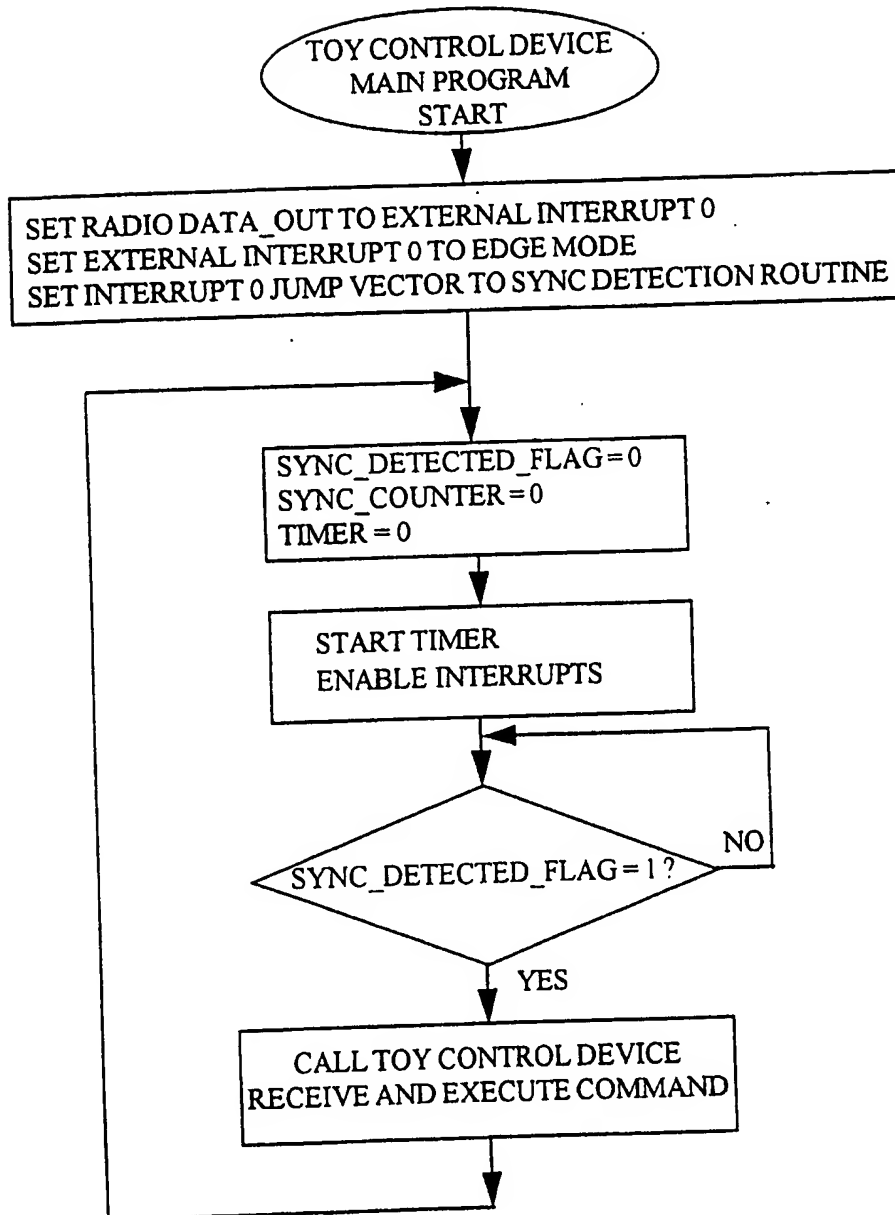 TOY CONTROL DEVICE
MAIN PROGRAM
START
SET RADIO DATA_OUT TO EXTERNAL INTERRUPT 0
SET EXTERNAL INTERRUPT 0 TO EDGE MODE
SET INTERRUPT 0 JUMP VECTOR TO SYNC DETECTION ROUTINE
SYNC_DETECTED_FLAG = 0
SYNC_COUNTER = 0
TIMER = 0
START TIMER
ENABLE INTERRUPTS
SYNC_DETECTED_FLAG = 1 ?
NO
YES
CALL TOY CONTROL DEVICE
RECEIVE AND EXECUTE COMMAND